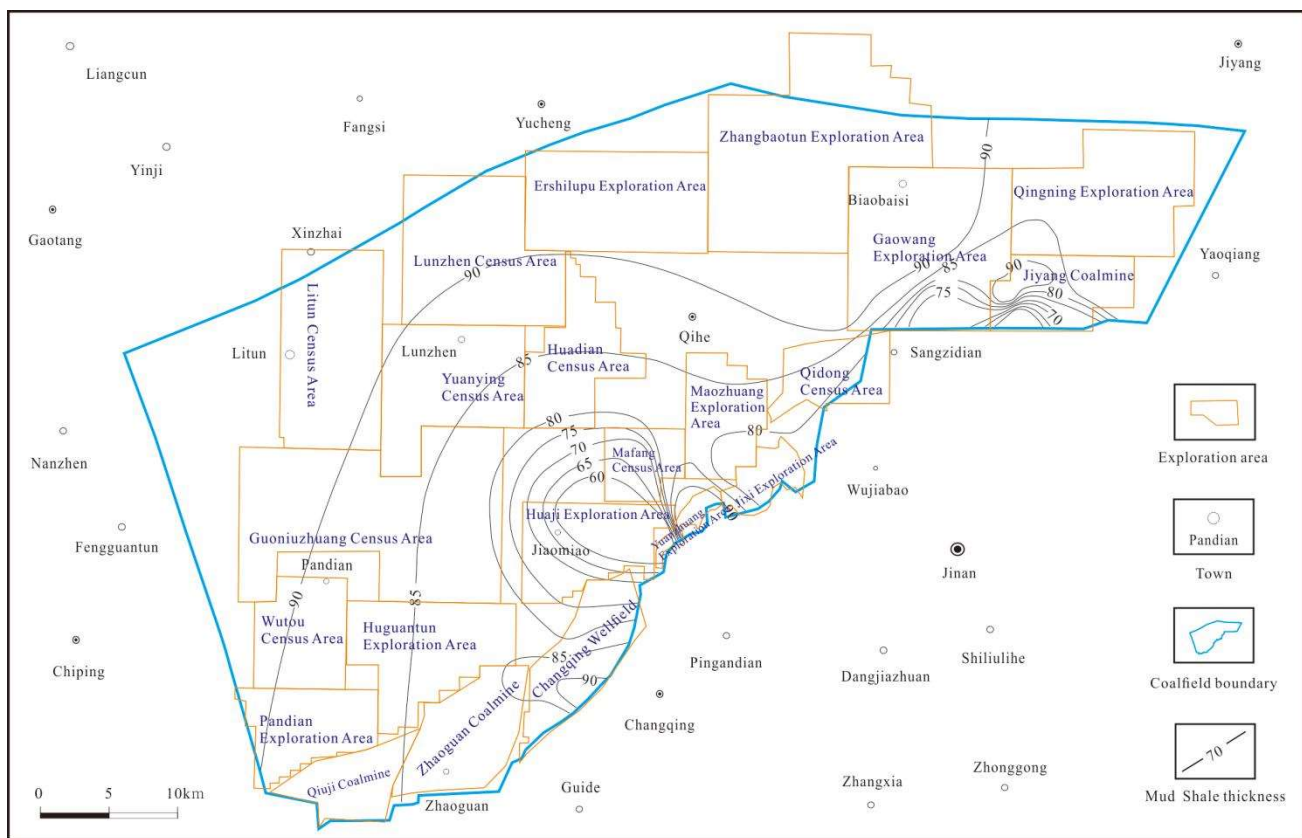 Liangcun
Jiyang
Fangsi
Yucheng
Zhangbaotun Exploration Area
Yinji
90
Ershilupu Exploration Area
Biaobaisi
Qingning Exploration Area
Gaotang
Xinzhai
Gaowang
Exploration Area
Lunzhen Census Area
90
90
85
90
Jiyang Coalmine
Yaoqiang
75
80
70
Qihe
Litun Census Area
Litun
Lunzhen
85
Huadian
Census Area
Sangzidian
Yuanying
Census Area
Qidong
Census Area
Maozhuang
Exploration
Area
80
75
70
65
60
80
Mafang
Census Area
Exploration area
Nanzhen
Jixi Exploration Area
Wujiabao
Huaji Exploration Area
Exploration Area
Jiaomiao
Fengguantun
Guoniuzhuang Census Area
Pandian
Jinan
Pandian
Town
90
85
Wutou
Census Area
Huguantun
Exploration Area
Changqing Wellfield
Chiping
Pingandian
Dangjiazhuan
Shiliulihe
85
90
Coalfield boundary
Changqing
Pandian
Exploration Area
Zhaoguan Coalmine
Qiuji Coalmine
70
Mud Shale thickness
0 5 10km
Zhaoguan
Guide
Zhangxia
Zhonggong